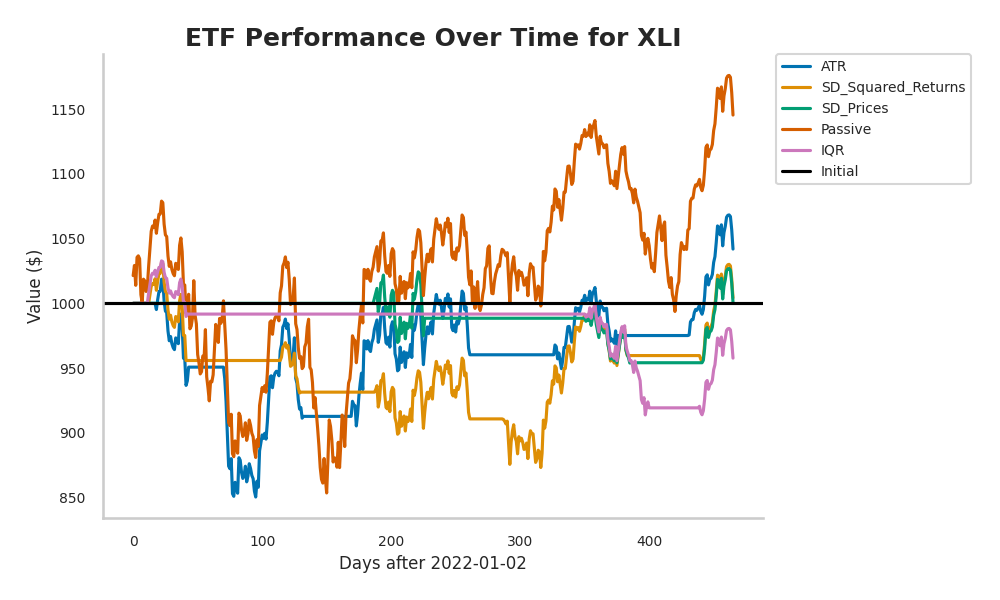 ETF Performance Over Time for XLI
ATR
SD_Squared_Returns
SD_Prices
Passive
IQR
Initial
1150
1100
1050
1000
950
900
850
Value ($)
0 100 200 300 400
Days after 2022-01-02